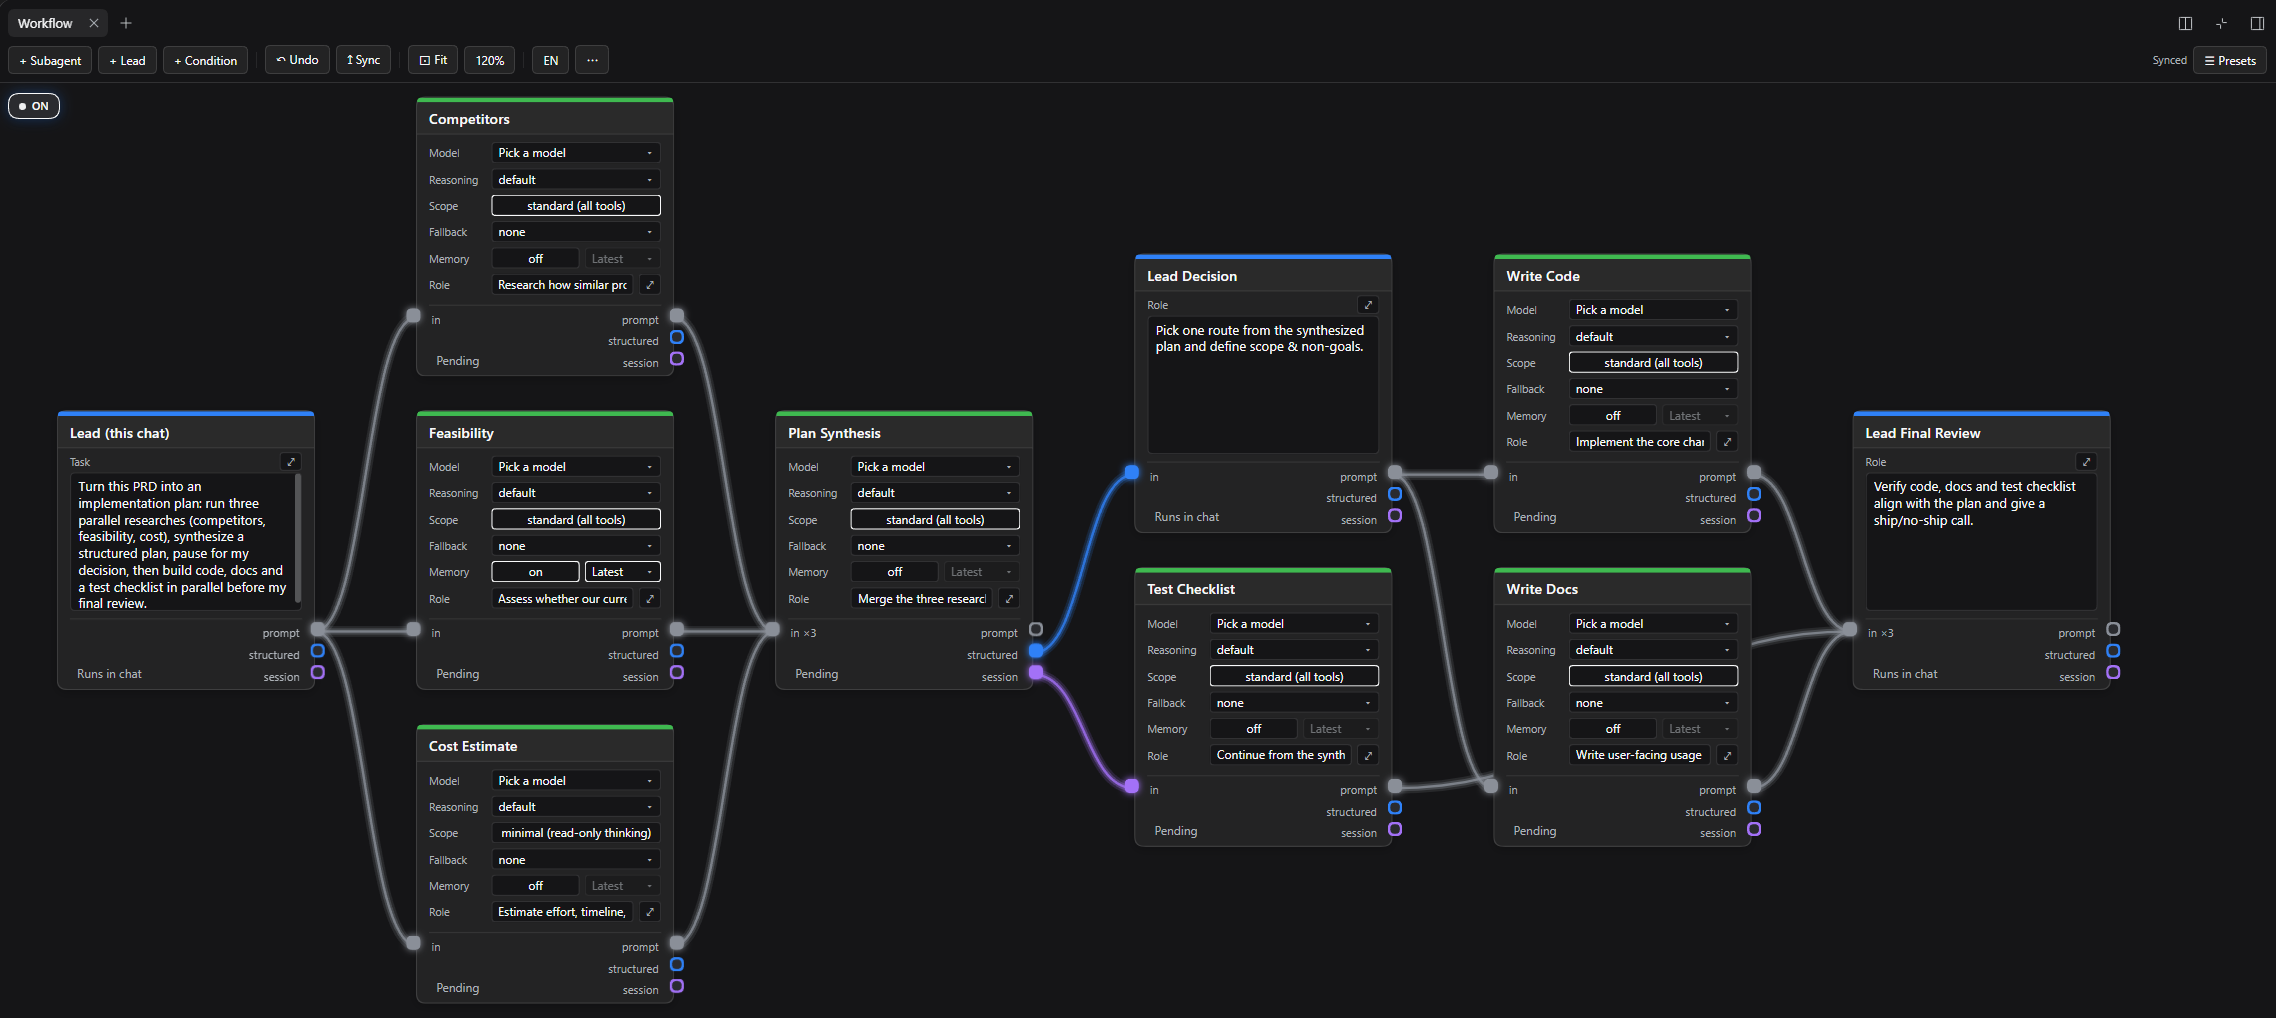 Workflow
+ Subagent
+ Lead
+ Condition
Undo
Sync
Fit
120%
EN
...
Synced
Presets
ON
Competitors
Model Pick a model
Reasoning default
Scope standard (all tools)
Fallback none
Memory off Latest
Role Research how similar
in prompt
structured
Pending session
Lead (this chat)
Task
Turn this PRD into an
implementation plan: run three
parallel researches (competitors,
feasibility, cost), synthesize a
structured plan, pause for my
decision, then build code, docs and
a test checklist in parallel before my
final review.
prompt
structured
Runs in chat session
Feasibility
Model Pick a model
Reasoning default
Scope standard (all tools)
Fallback none
Memory on Latest
Role Assess whether our
in prompt
structured
Pending session
Cost Estimate
Model Pick a model
Reasoning default
Scope minimal (read-only thinking)
Fallback none
Memory off Latest
Role Estimate effort, timeline,
in prompt
structured
Pending session
Plan Synthesis
Model Pick a model
Reasoning default
Scope standard (all tools)
Fallback none
Memory off Latest
Role Merge the three
in ×3 prompt
structured
Pending session
Lead Decision
Role
Pick one route from the synthesized
plan and define scope & non-goals.
in prompt
structured
Runs in chat session
Test Checklist
Model Pick a model
Reasoning default
Scope standard (all tools)
Fallback none
Memory off Latest
Role Continue from the synth
in prompt
structured
Pending session
Write Code
Model Pick a model
Reasoning default
Scope standard (all tools)
Fallback none
Memory off Latest
Role Implement the core
in prompt
structured
Pending session
Write Docs
Model Pick a model
Reasoning default
Scope standard (all tools)
Fallback none
Memory off Latest
Role Write user-facing usage
in prompt
structured
Pending session
Lead Final Review
Role
Verify code, docs and test checklist
align with the plan and give a
ship/no-ship call.
in ×3 prompt
structured
Runs in chat session